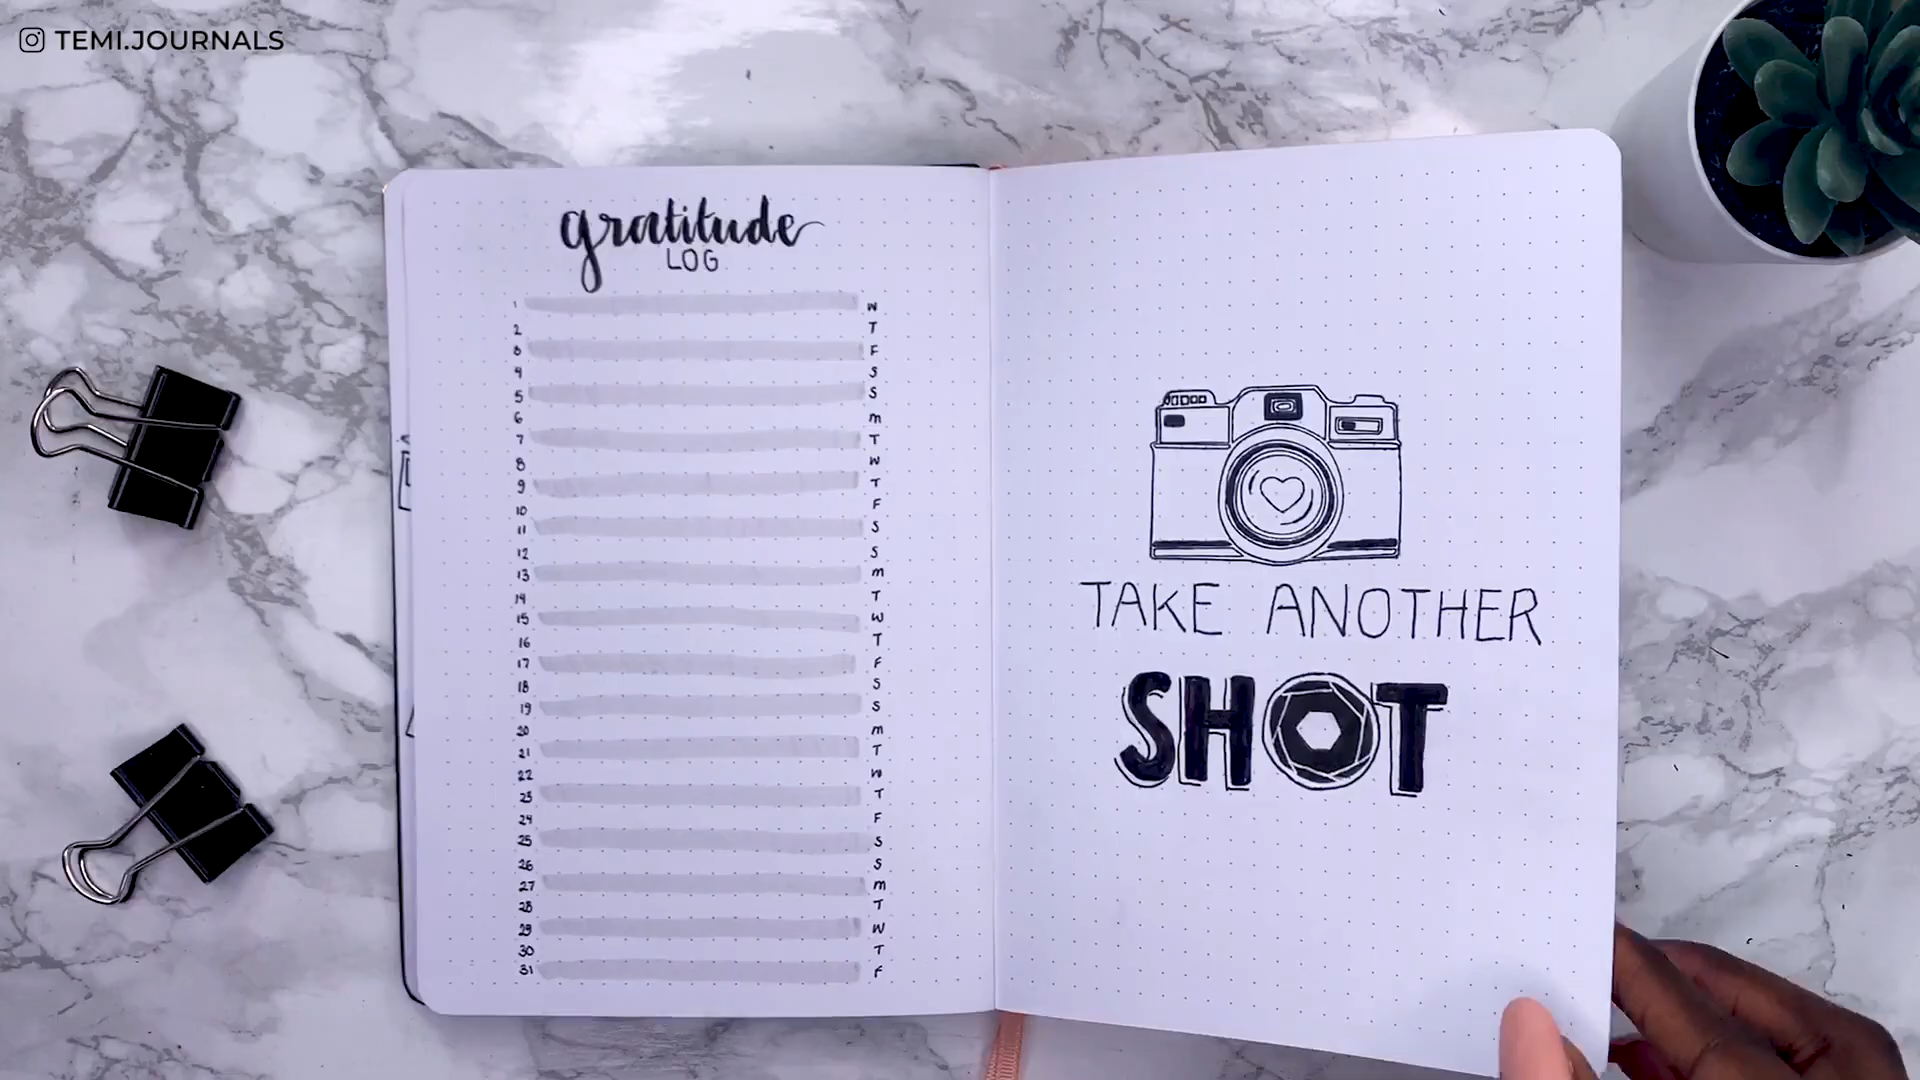 TEMI.JOURNALS
gratitude
LOG
1 W
2 T
3 F
4 S
5 S
6 m
7 T
8 W
9 T
10 F
11 S
12 S
13 m
14 T
15 W
16 T
17 F
18 S
19 S
20 m
21 T
22 W
23 T
24 F
25 S
26 S
27 m
28 T
29 W
30 T
31 F
TAKE ANOTHER
SHOT